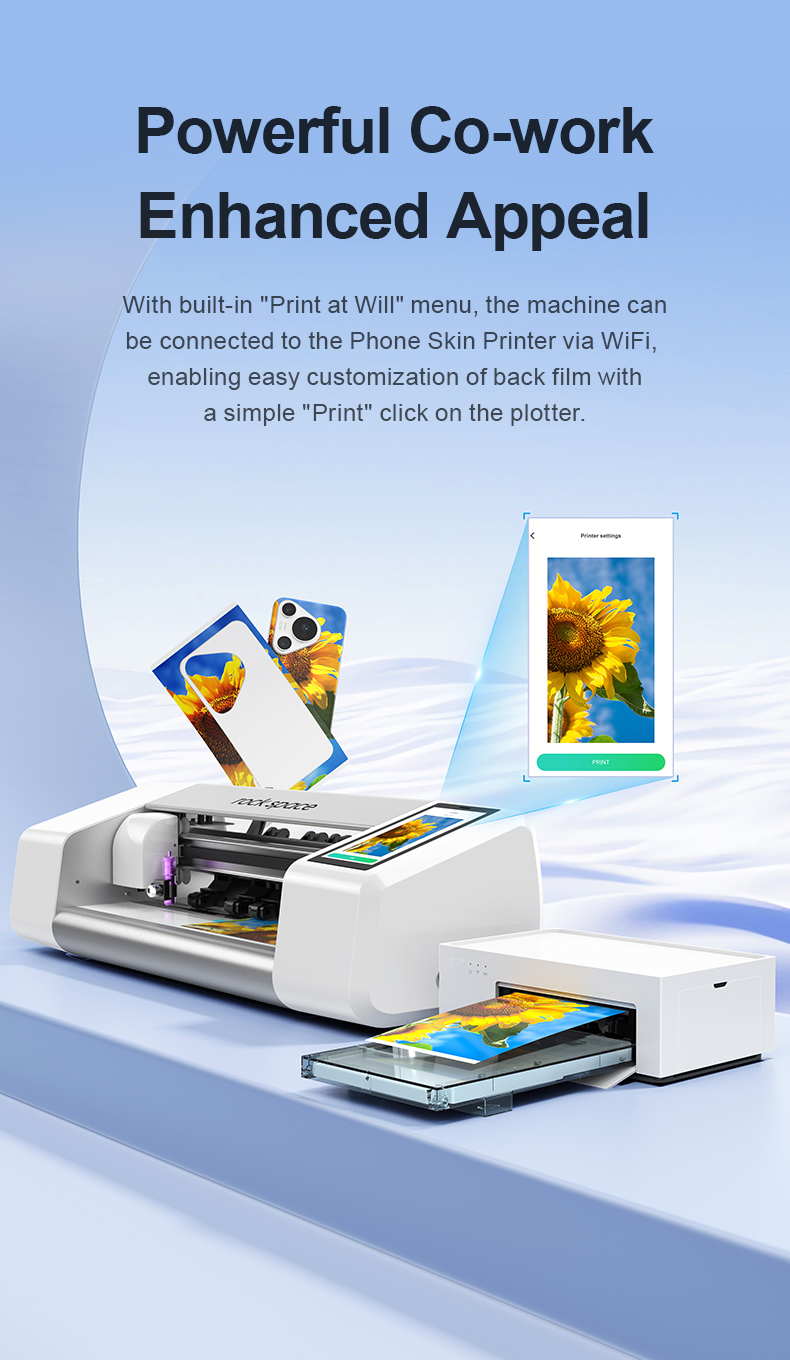 Powerful Co-work
Enhanced Appeal
With built-in "Print at Will" menu, the machine can
be connected to the Phone Skin Printer via WiFi,
enabling easy customization of back film with
a simple "Print" click on the plotter.
Printer settings
PRINT
rock space